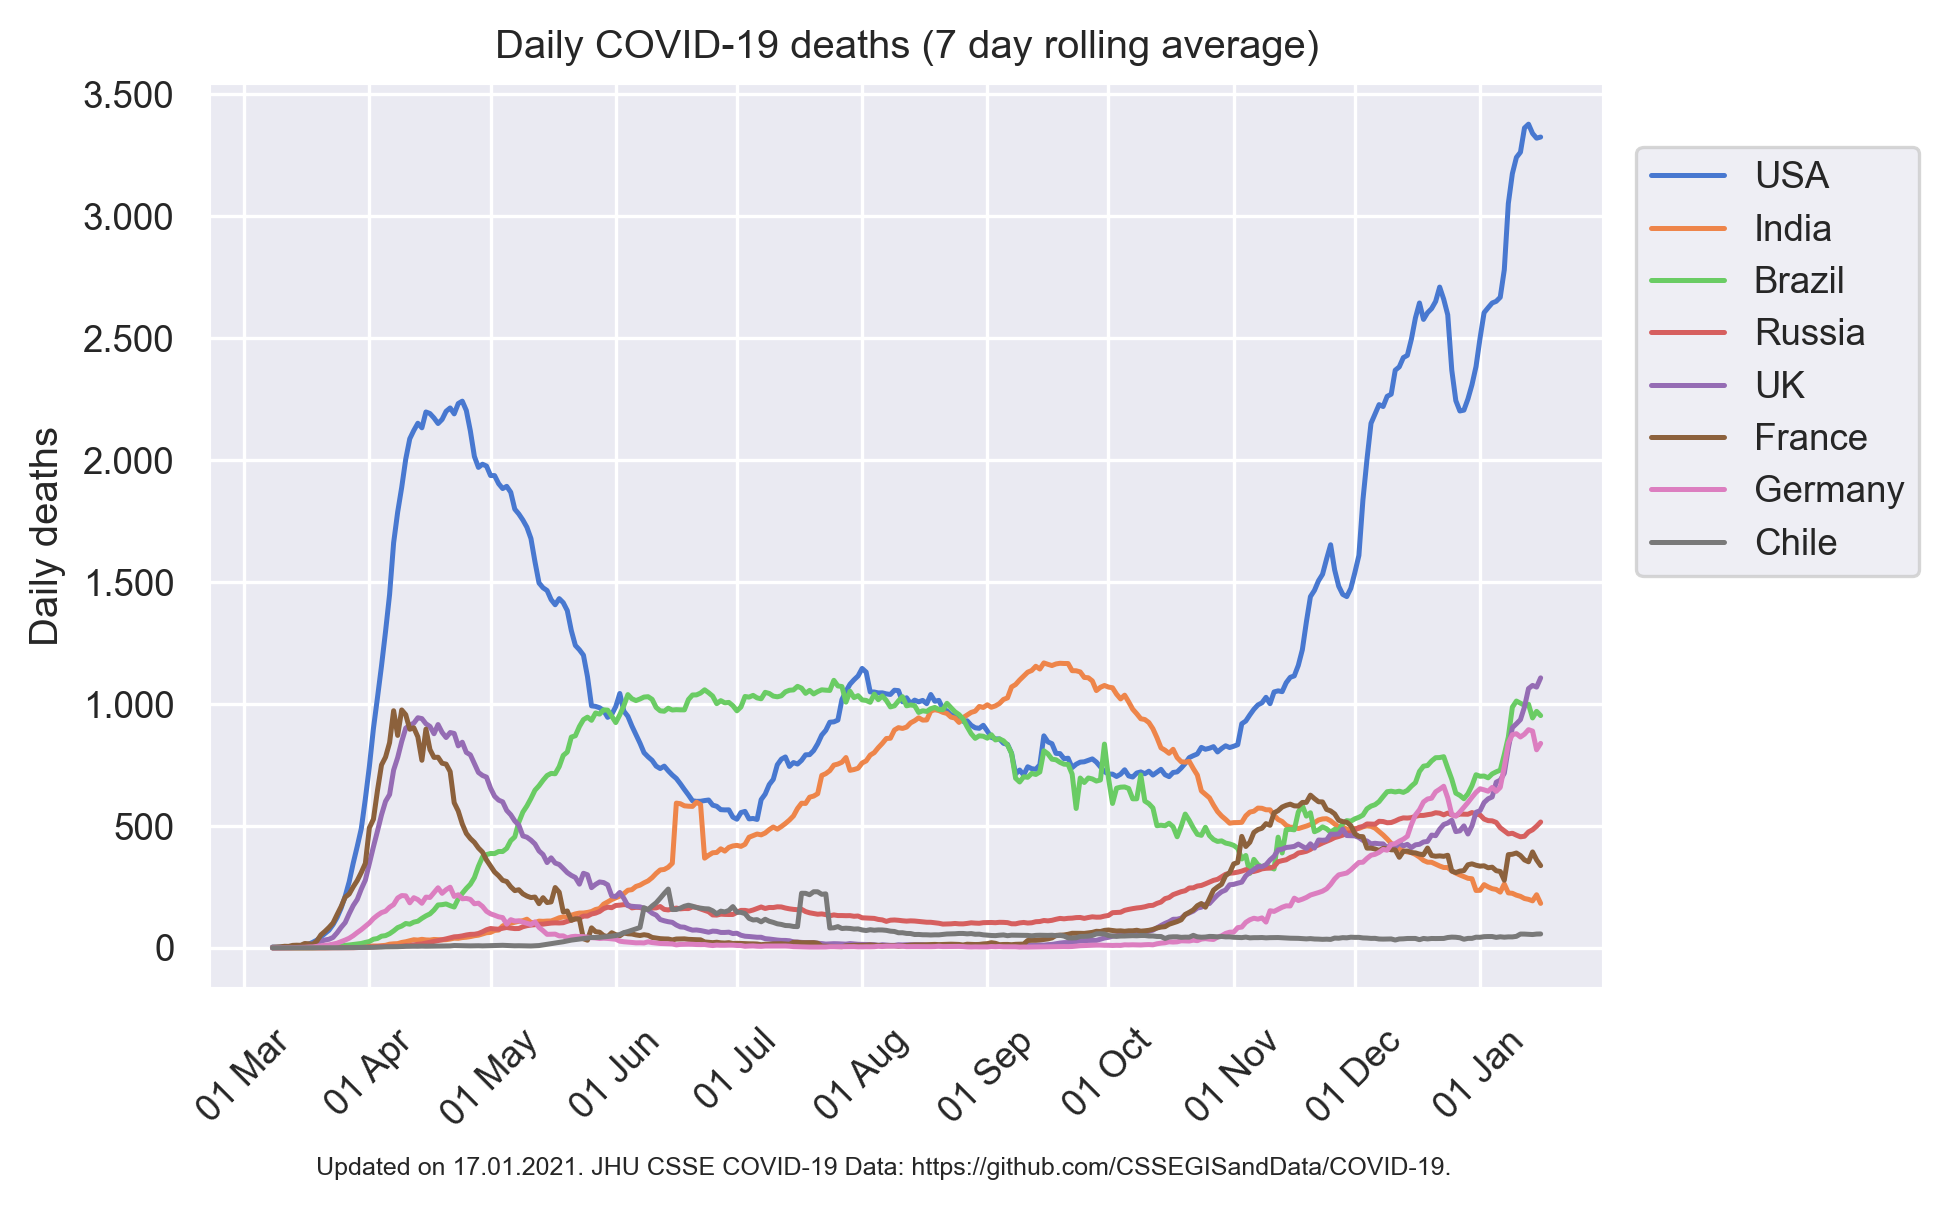 Daily COVID-19 deaths (7 day rolling average)
3.500
3.000
2.500
2.000
1.500
1.000
500
0
Daily deaths
01 Mar
01 Apr
01 May
01 Jun
01 Jul
01 Aug
01 Sep
01 Oct
01 Nov
01 Dec
01 Jan
USA
India
Brazil
Russia
UK
France
Germany
Chile
Updated on 17.01.2021. JHU CSSE COVID-19 Data: https://github.com/CSSEGISandData/COVID-19.